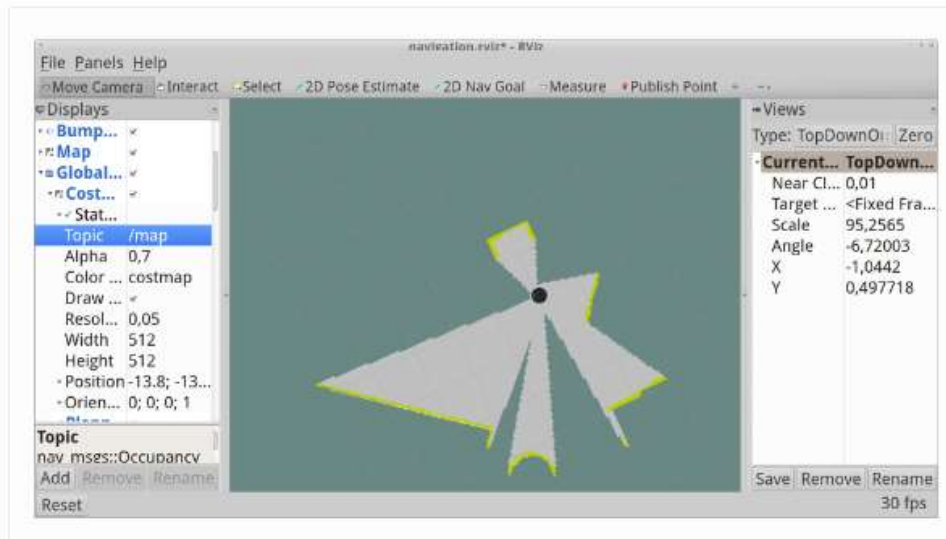 navigation.rviz* - RViz
File Panels Help
Move Camera Interact Select 2D Pose Estimate 2D Nav Goal Measure Publish Point
Displays
Bump...
Map
Global...
Cost...
Stat...
Topic /map
Alpha 0,7
Color ... costmap
Draw ...
Resol... 0,05
Width 512
Height 512
Position -13.8; -13...
Orien... 0; 0; 0; 1
Topic
nav_msgs::Occupancy
Add Remove Rename
Reset
Views
Type: TopDownO Zero
Current... TopDown...
Near Cl... 0,01
Target ... <Fixed Fra...
Scale 95,2565
Angle -6,72003
X -1,0442
Y 0,497718
Save Remove Rename
30 fps